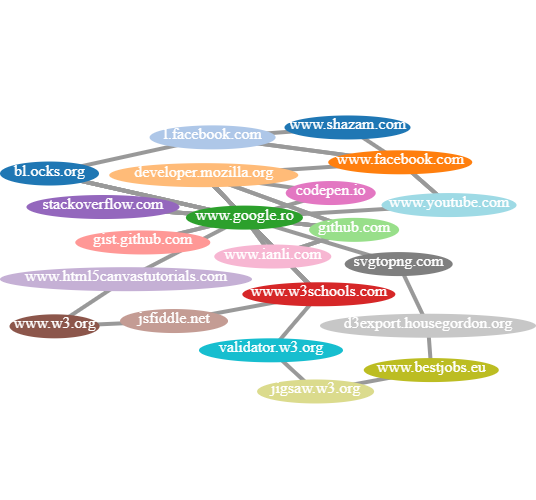 www.shazam.com
l.facebook.com
www.facebook.com
bl.ocks.org
developer.mozilla.org
codepen.io
stackoverflow.com
www.youtube.com
www.google.ro
github.com
gist.github.com
www.ianli.com
svgtopng.com
www.html5canvastutorials.com
www.w3schools.com
jsfiddle.net
www.w3.org
d3export.housegordon.org
validator.w3.org
www.bestjobs.eu
jigsaw.w3.org